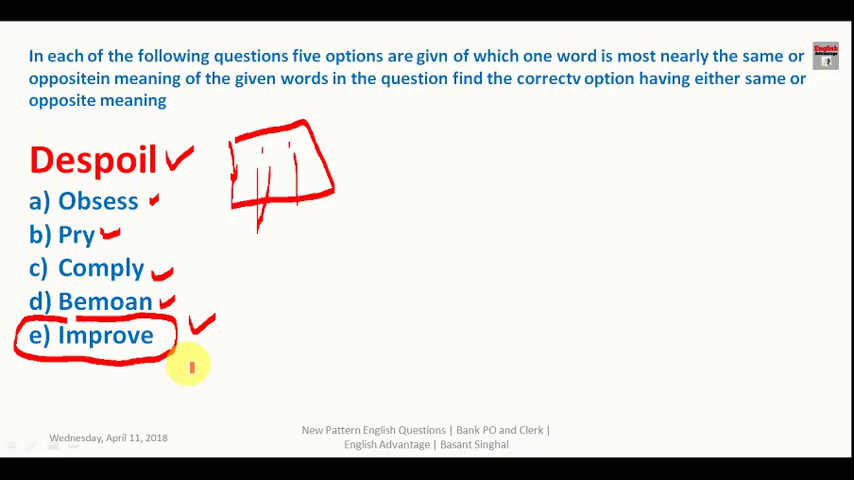 In each of the following questions five options are givn of which one word is most nearly the same or
oppositein meaning of the given words in the question find the correctv option having either same or
opposite meaning
English
Advantage
Despoil
a) Obsess
b) Pry
c) Comply
d) Bemoan
e) Improve
Wednesday, April 11, 2018
New Pattern English Questions | Bank PO and Clerk |
English Advantage | Basant Singhal